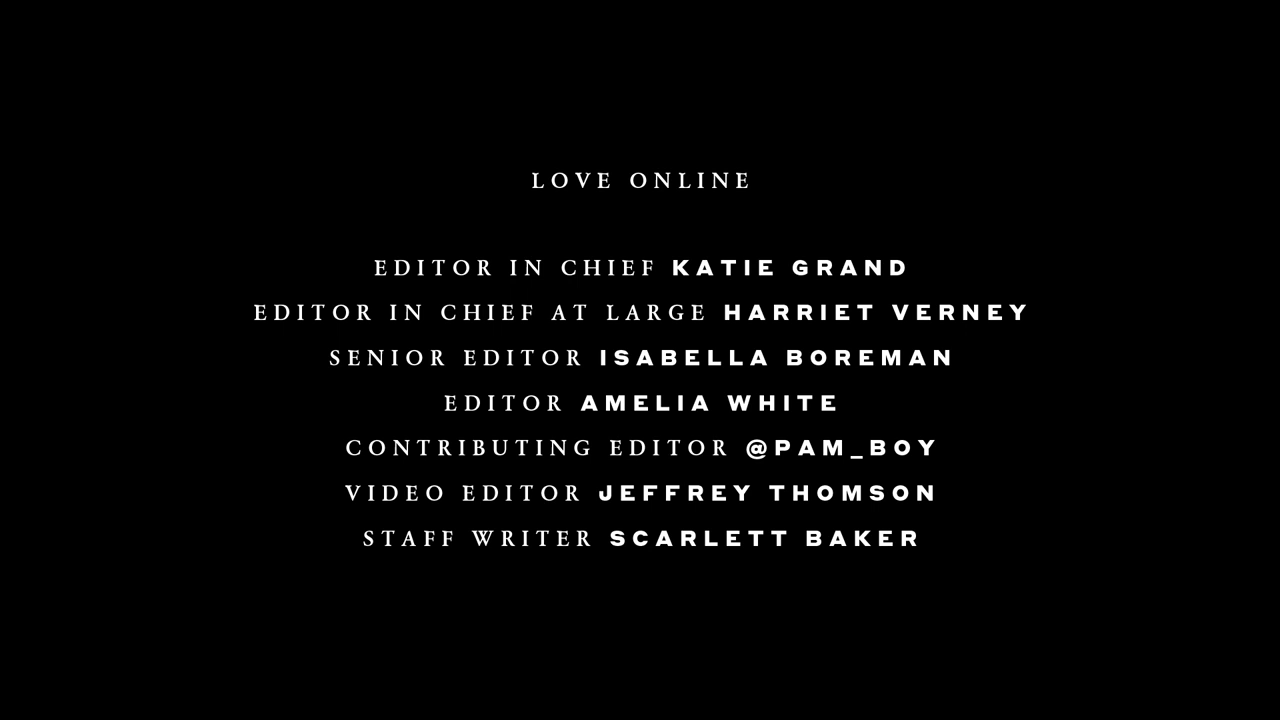 LOVE ONLINE
EDITOR IN CHIEF KATIE GRAND
EDITOR IN CHIEF AT LARGE HARRIET VERNEY
SENIOR EDITOR ISABELLA BOREMAN
EDITOR AMELIA WHITE
CONTRIBUTING EDITOR @PAM_BOY
VIDEO EDITOR JEFFREY THOMSON
STAFF WRITER SCARLETT BAKER